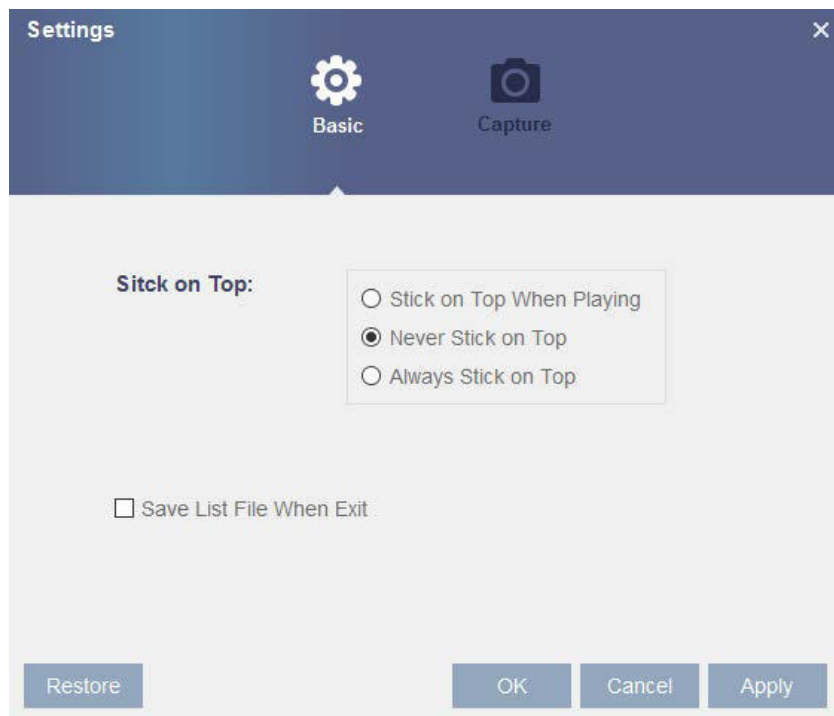 Settings
Basic
Capture
Sitck on Top:
Stick on Top When Playing
Never Stick on Top
Always Stick on Top
Save List File When Exit
Restore
OK
Cancel
Apply